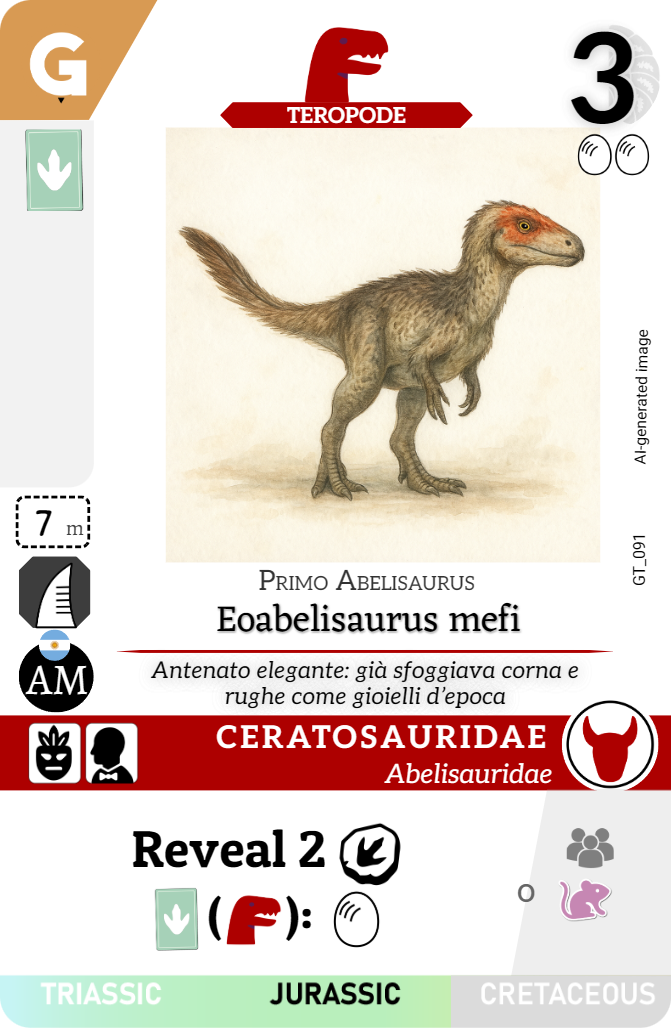 G
3
TEROPODE
AI-generated image
GT_091
7 m
AM
Primo Abelisaurus
Eoabelisaurus mefi
Antenato elegante: già sfoggiava corna e
rughe come gioielli d'epoca
CERATOSAURIDAE
Abelisauridae
Reveal 2
( ):
o
TRIASSIC JURASSIC CRETACEOUS